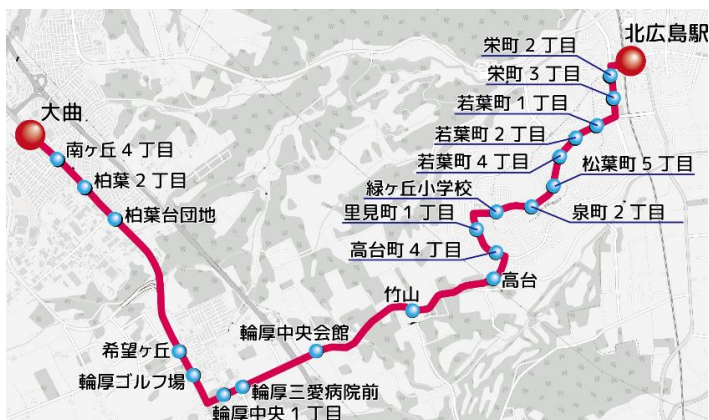 北広島駅
栄町2丁目
栄町3丁目
若葉町1丁目
若葉町2丁目
若葉町4丁目
松葉町5丁目
泉町2丁目
緑ヶ丘小学校
里見町1丁目
高台町4丁目
高台
竹山
輪厚中央会館
輪厚三愛病院前
輪厚中央1丁目
輪厚ゴルフ場
希望ヶ丘
柏葉台団地
柏葉2丁目
南ヶ丘4丁目
大曲